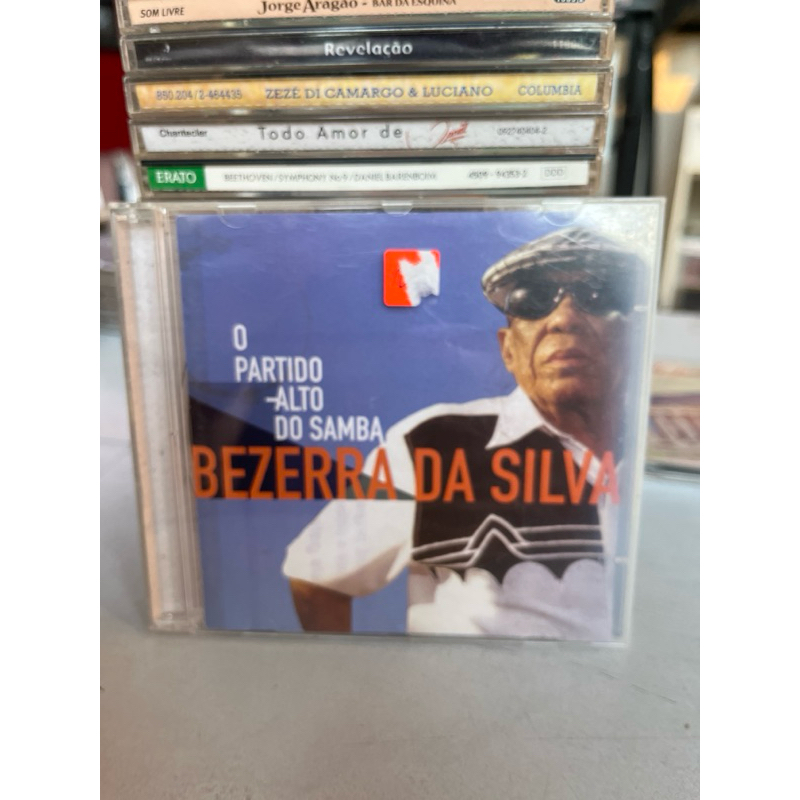 SOM LIVRE Jorge Aragão - BAR DA ESQUINA
Revelação
850.204/2-464435 ZEZÉ DI CAMARGO & LUCIANO COLUMBIA
Chantecler Todo Amor de
ERATO BEETHOVEN / SYMPHONY No 9 / DANIEL BARENBOIM DDD
O
PARTIDO
-ALTO
DO SAMBA
BEZERRA DA SILVA